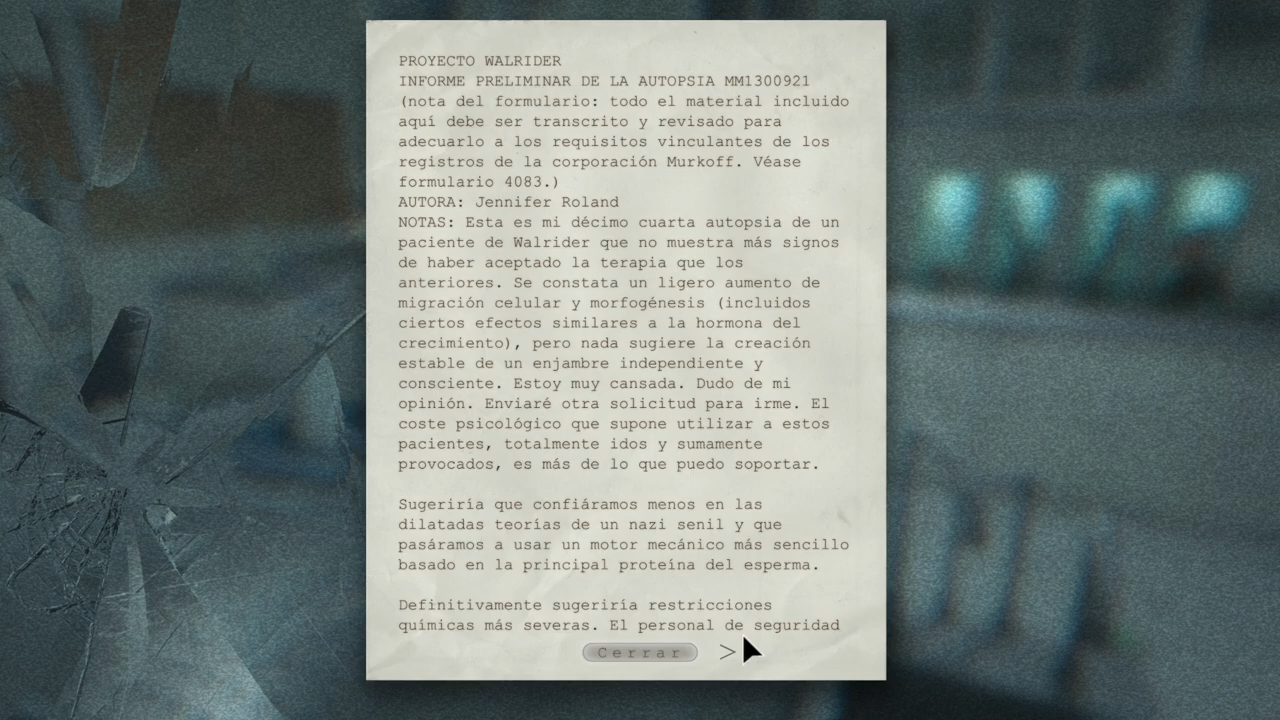 PROYECTO WALRIDER
INFORME PRELIMINAR DE LA AUTOPSIA MM1300921
(nota del formulario: todo el material incluido
aquí debe ser transcrito y revisado para
adecuarlo a los requisitos vinculantes de los
registros de la corporación Murkoff. Véase
formulario 4083.)
AUTORA: Jennifer Roland
NOTAS: Esta es mi décimo cuarta autopsia de un
paciente de Walrider que no muestra más signos
de haber aceptado la terapia que los
anteriores. Se constata un ligero aumento de
migración celular y morfogénesis (incluidos
ciertos efectos similares a la hormona del
crecimiento), pero nada sugiere la creación
estable de un enjambre independiente y
consciente. Estoy muy cansada. Dudo de mi
opinión. Enviaré otra solicitud para irme. El
coste psicológico que supone utilizar a estos
pacientes, totalmente idos y sumamente
provocados, es más de lo que puedo soportar.
Sugeriría que confiáramos menos en las
dilatadas teorías de un nazi senil y que
pasáramos a usar un motor mecánico más sencillo
basado en la principal proteína del esperma.
Definitivamente sugeriría restricciones
químicas más severas. El personal de seguridad
Cerrar >